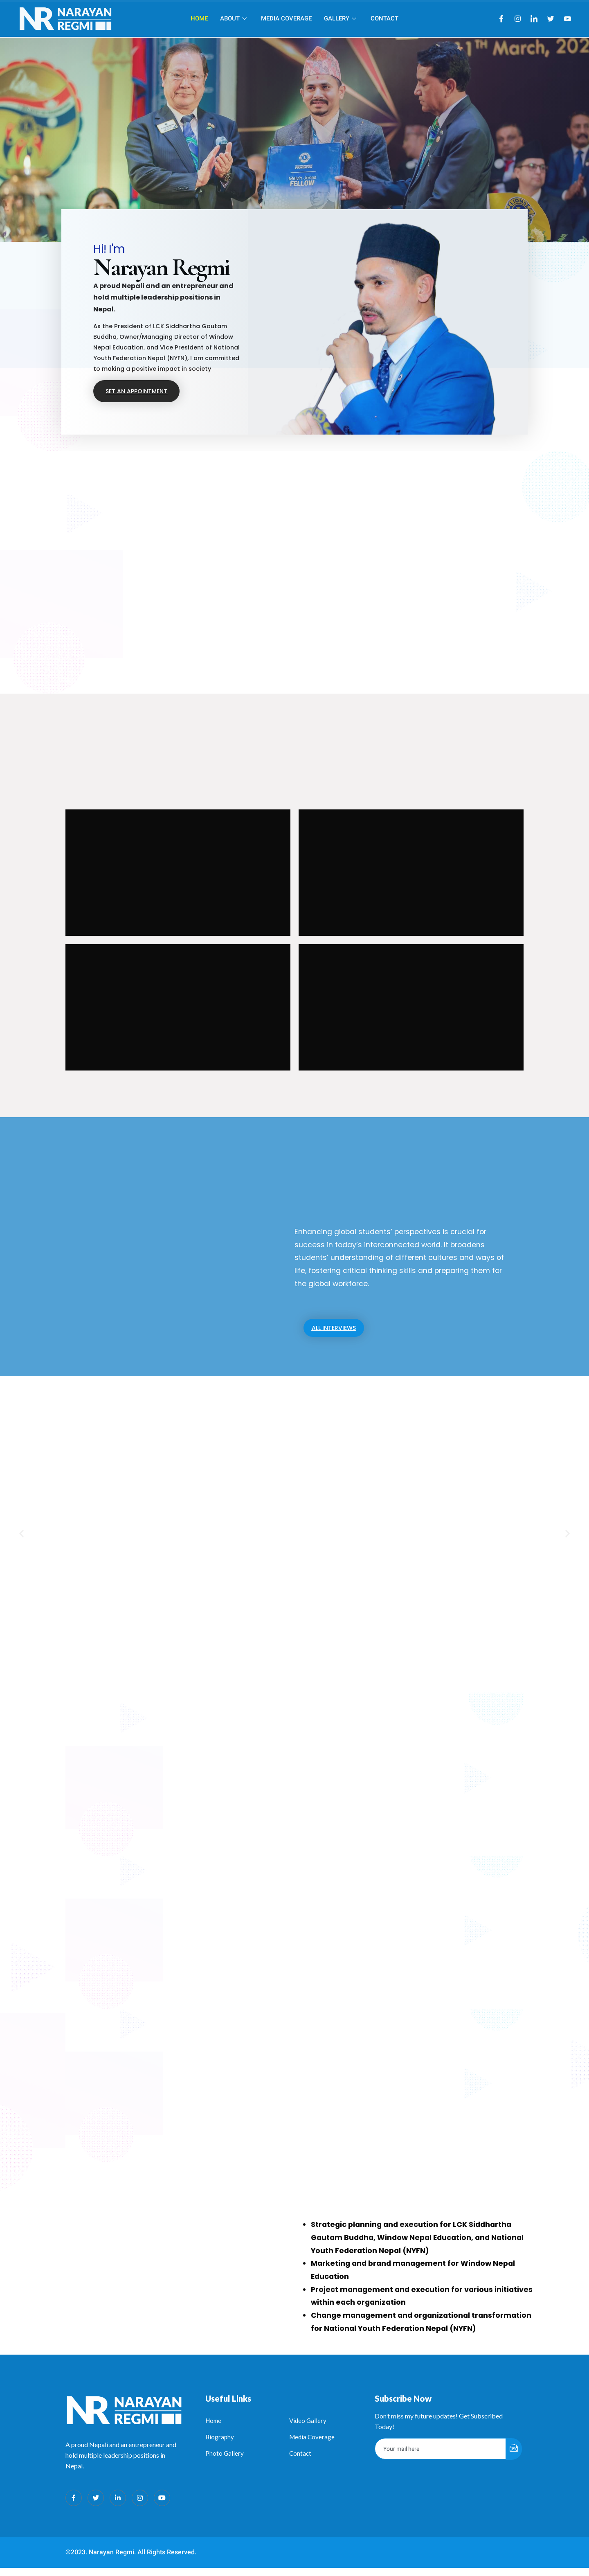 NR NARAYAN
REGMI
HOME ABOUT MEDIA COVERAGE GALLERY CONTACT
FELLOW
Hi! I'm
Narayan Regmi
A proud Nepali and an entrepreneur and
hold multiple leadership positions in
Nepal.
As the President of LCK Siddhartha Gautam
Buddha, Owner/Managing Director of Window
Nepal Education, and Vice President of National
Youth Federation Nepal (NYFN), I am committed
to making a positive impact in society
SET AN APPOINTMENT
Enhancing global students’ perspectives is crucial for
success in today’s interconnected world. It broadens
students’ understanding of different cultures and ways of
life, fostering critical thinking skills and preparing them for
the global workforce.
ALL INTERVIEWS
Strategic planning and execution for LCK Siddhartha
Gautam Buddha, Window Nepal Education, and National
Youth Federation Nepal (NYFN)
Marketing and brand management for Window Nepal
Education
Project management and execution for various initiatives
within each organization
Change management and organizational transformation
for National Youth Federation Nepal (NYFN)
NR NARAYAN
REGMI
A proud Nepali and an entrepreneur and
hold multiple leadership positions in
Nepal.
Useful Links
Home
Biography
Photo Gallery
Video Gallery
Media Coverage
Contact
Subscribe Now
Don’t miss my future updates! Get Subscribed
Today!
Your mail here
©2023. Narayan Regmi. All Rights Reserved.